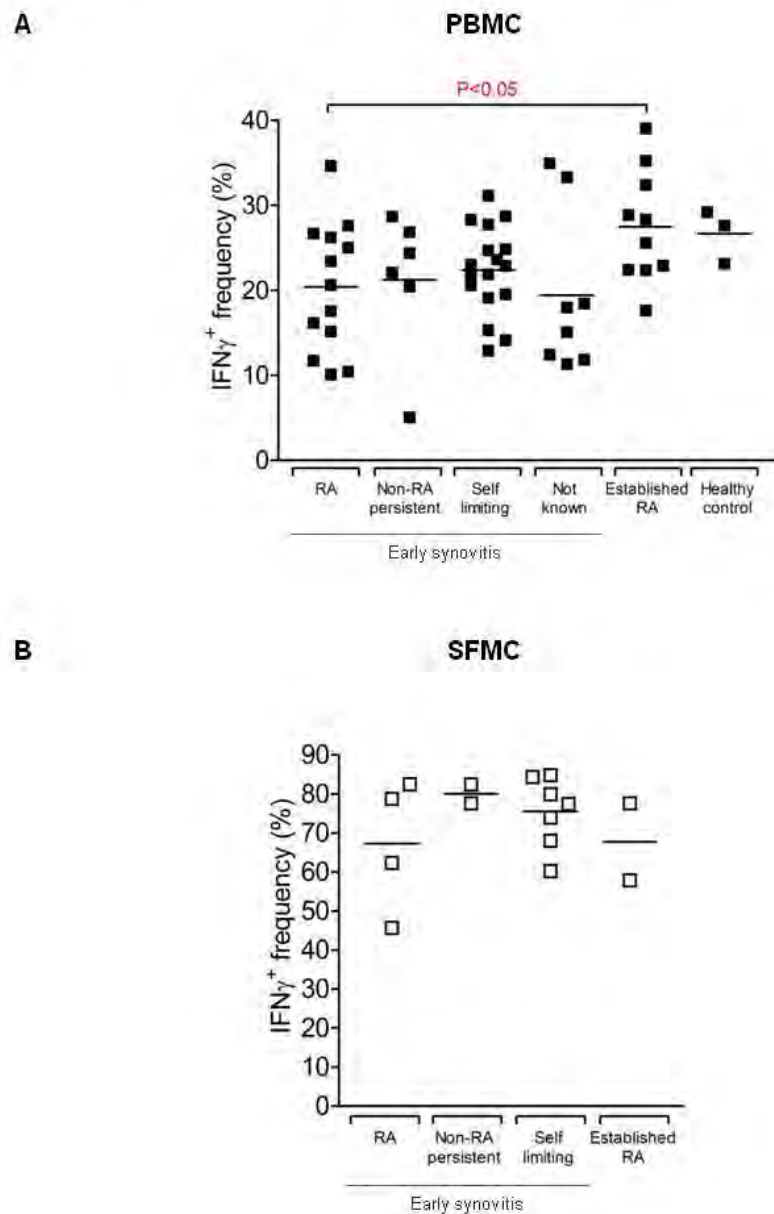 A
PBMC
P<0.05
IFNγ⁺ frequency (%)
40
30
20
10
0
RA
Non-RA
persistent
Self
limiting
Not
known
Established
RA
Healthy
control
Early synovitis
B
SFMC
IFNγ⁺ frequency (%)
90
80
70
60
50
40
30
20
10
0
RA
Non-RA
persistent
Self
limiting
Established
RA
Early synovitis